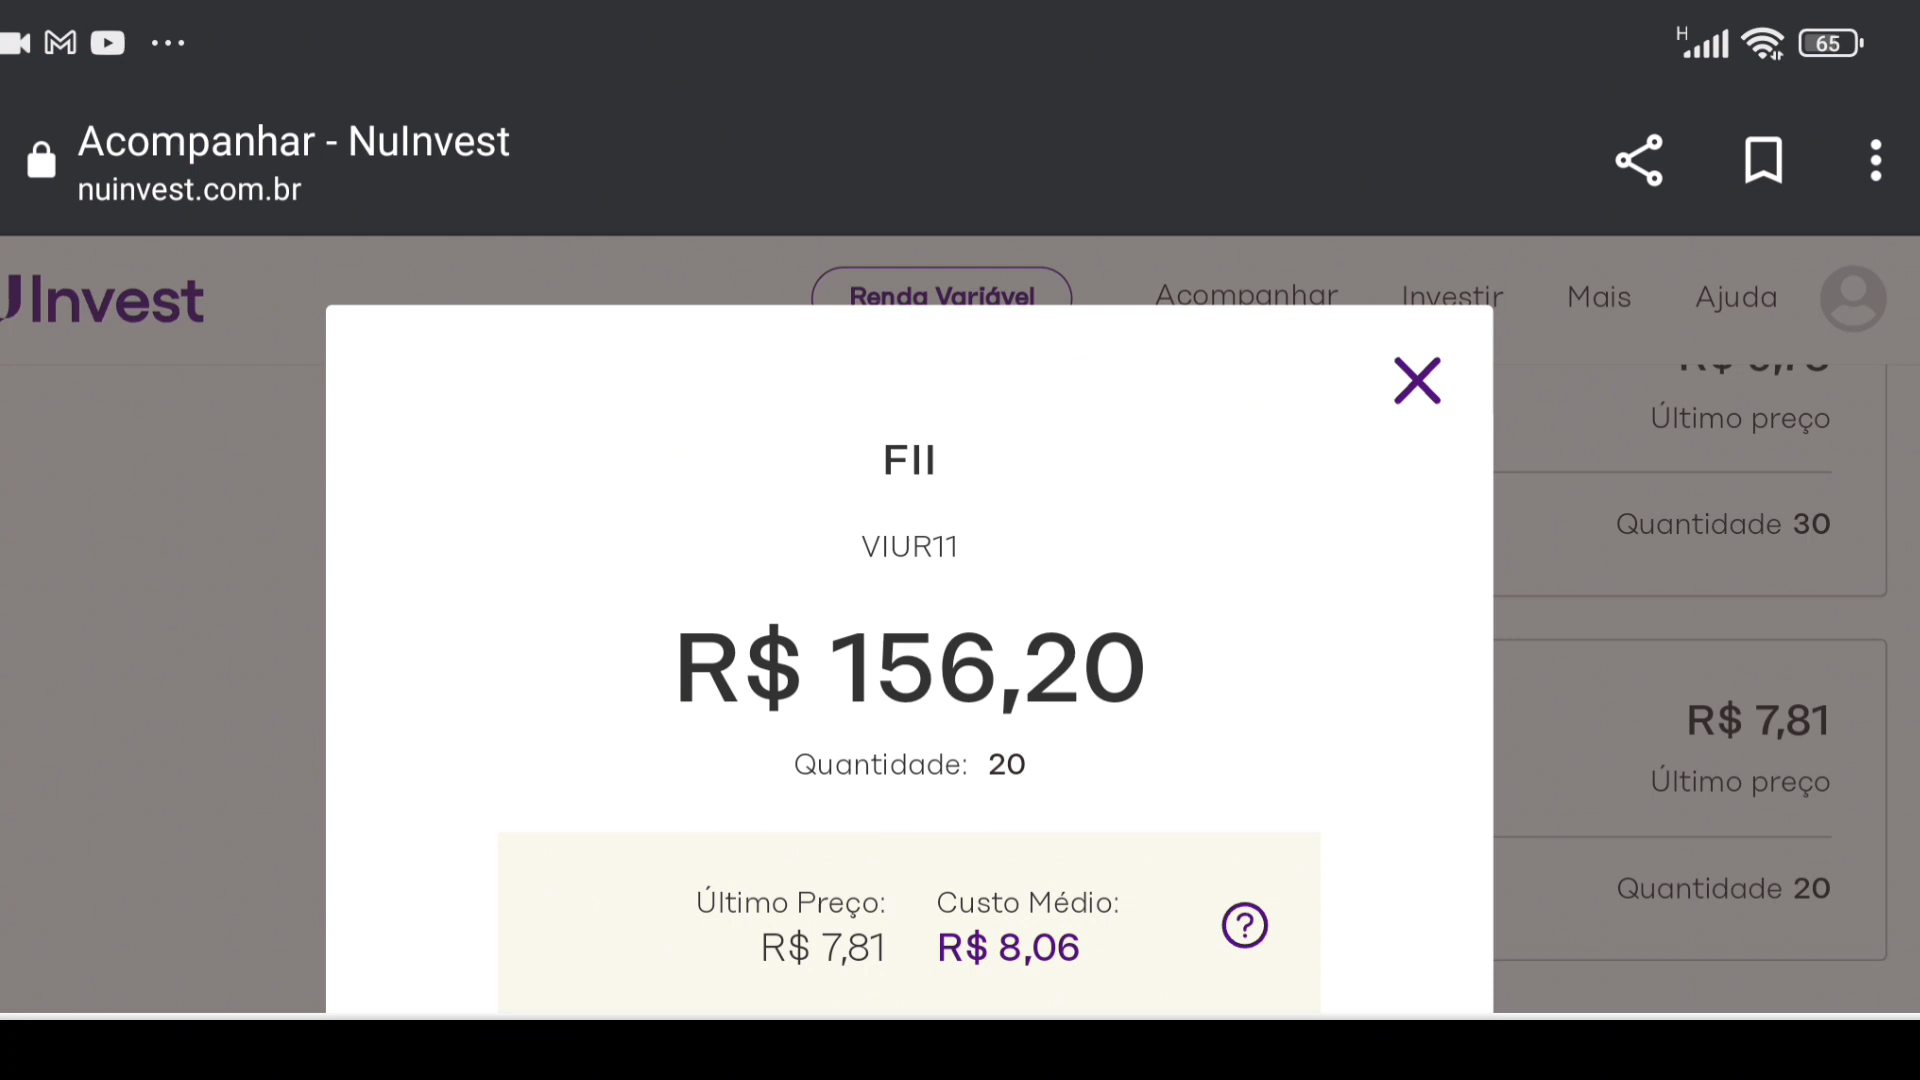 H
65
Acompanhar - NuInvest
nuinvest.com.br
Invest
Renda Variável
Acompanhar
Investir
Mais
Ajuda
Último preço
Quantidade 30
FII
VIUR11
R$ 156,20
Quantidade: 20
R$ 7,81
Último preço
Quantidade 20
Último Preço:
R$ 7,81
Custo Médio:
R$ 8,06
?